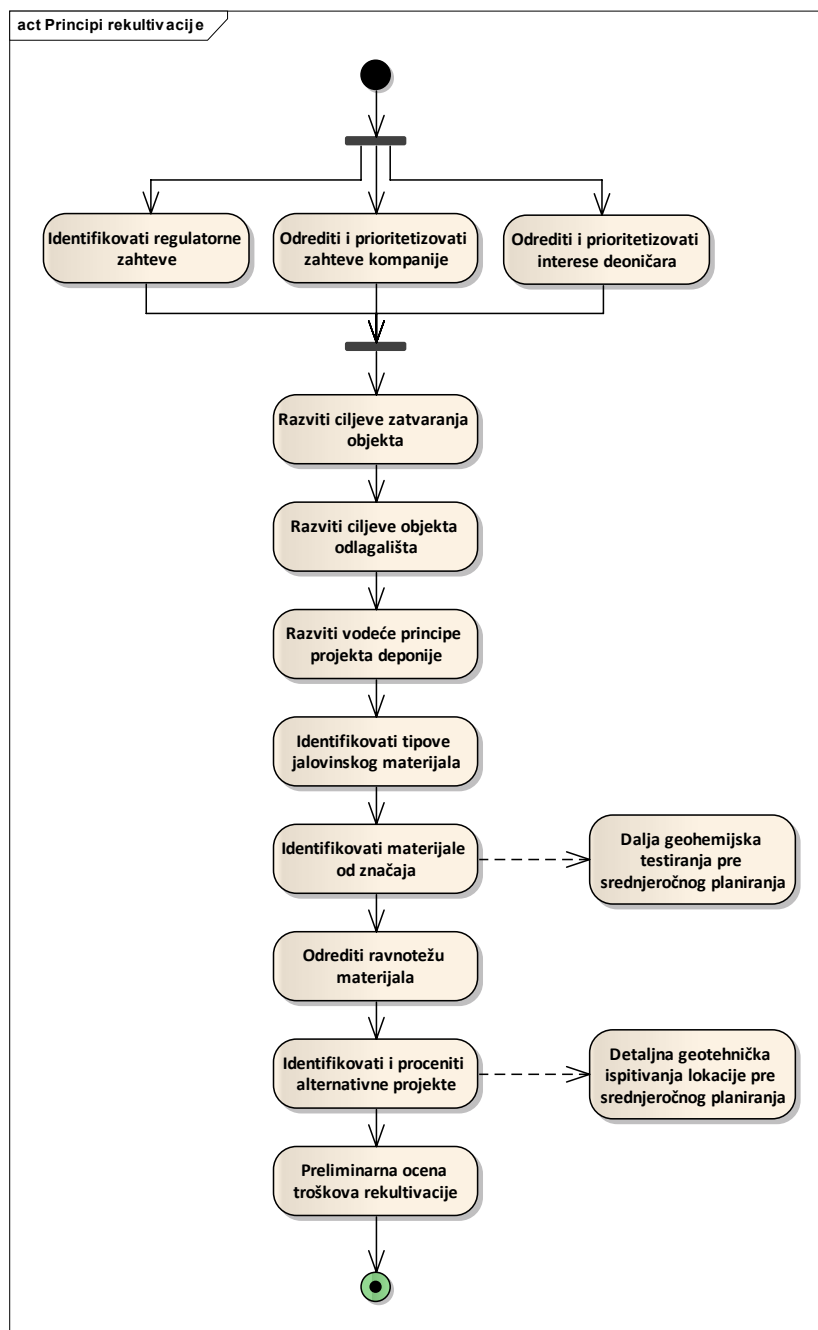 act Principi rekultivacije
Identifikovati regulatorne
zahteve
Odrediti i prioritetizovati
zahteve kompanije
Odrediti i prioritetizovati
interese deoničara
Razviti ciljeve zatvaranja
objekta
Razviti ciljeve objekta
odlagališta
Razviti vodeće principe
projekta deponije
Identifikovati tipove
jalovinskog materijala
Identifikovati materijale
od značaja
Dalja geohemijska
testiranja pre
srednjeročnog planiranja
Odrediti ravnotežu
materijala
Identifikovati i proceniti
alternativne projekte
Detaljna geotehnička
ispitivanja lokacije pre
srednjeročnog planiranja
Preliminarna ocena
troškova rekultivacije